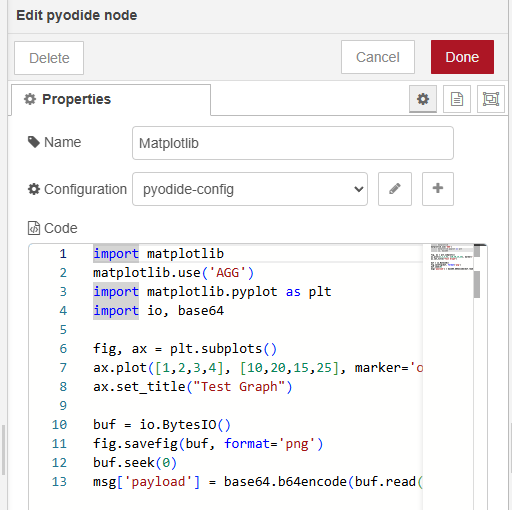 Edit pyodide node
Delete
Cancel
Done
Properties
Name
Matplotlib
Configuration
pyodide-config
Code
1 import matplotlib
2 matplotlib.use('AGG')
3 import matplotlib.pyplot as plt
4 import io, base64
5
6 fig, ax = plt.subplots()
7 ax.plot([1,2,3,4], [10,20,15,25], marker='o
8 ax.set_title("Test Graph")
9
10 buf = io.BytesIO()
11 fig.savefig(buf, format='png')
12 buf.seek(0)
13 msg['payload'] = base64.b64encode(buf.read(